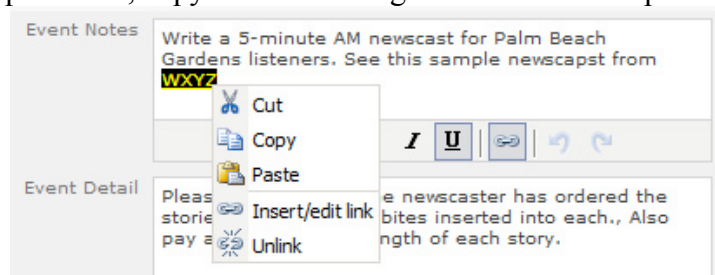 Event Notes
Write a 5-minute AM newscast for Palm Beach
Gardens listeners. See this sample newscapst from
WXYZ
Cut
Copy
Paste
Insert/edit link
Unlink
I U
Event Detail
Pleas e newscaster has ordered the
storie bites inserted into each., Also
pay a ngth of each story.